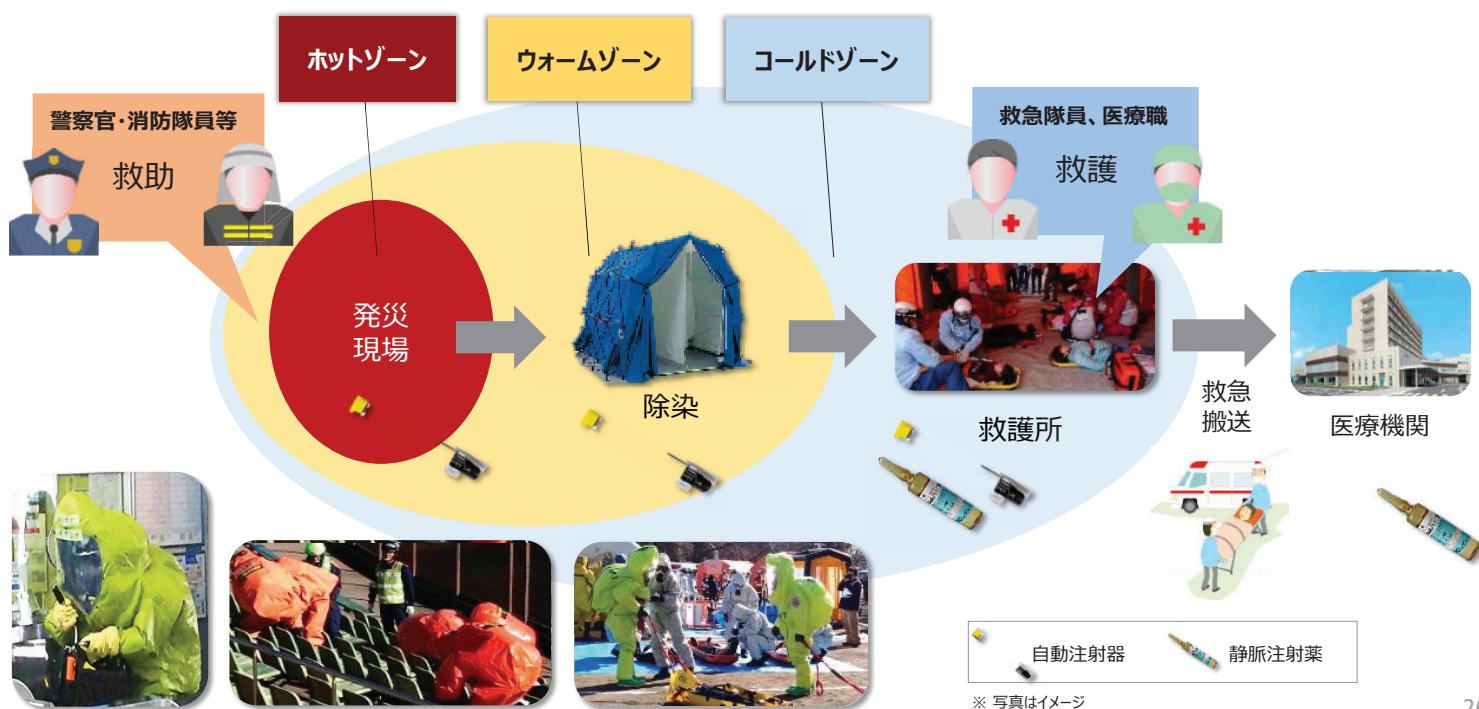 ホットゾーン
ウォームゾーン
コールドゾーン
警察官・消防隊員等
救助
救急隊員、医療職
救護
発災
現場
除染
救護所
救急
搬送
医療機関
自動注射器
静脈注射薬
※ 写真はイメージ